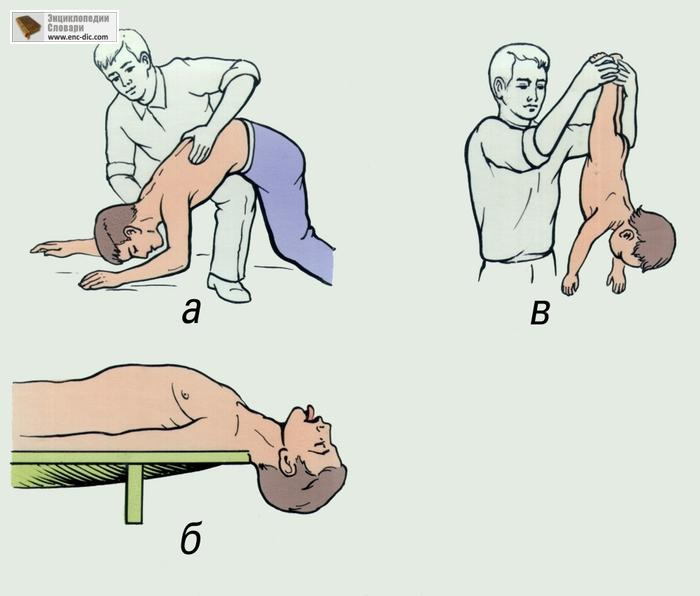 Энциклопедии
Словари
www.enc-dic.com
а
в
б